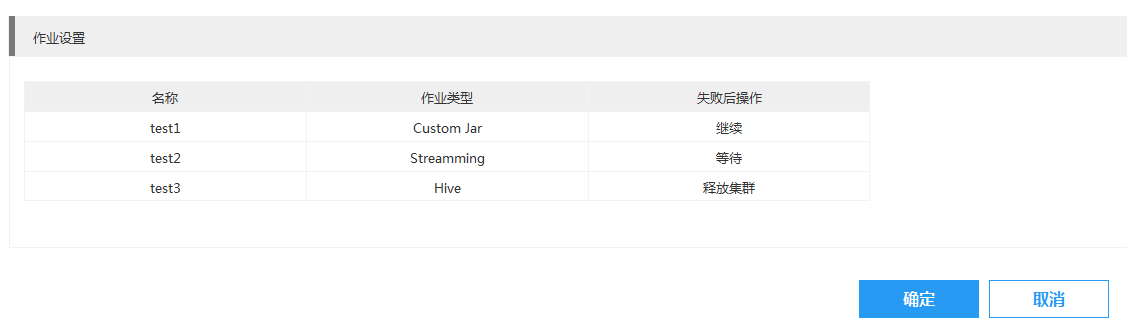 作业设置
名称 作业类型 失败后操作
test1 Custom Jar 继续
test2 Streamming 等待
test3 Hive 释放集群
确定 取消